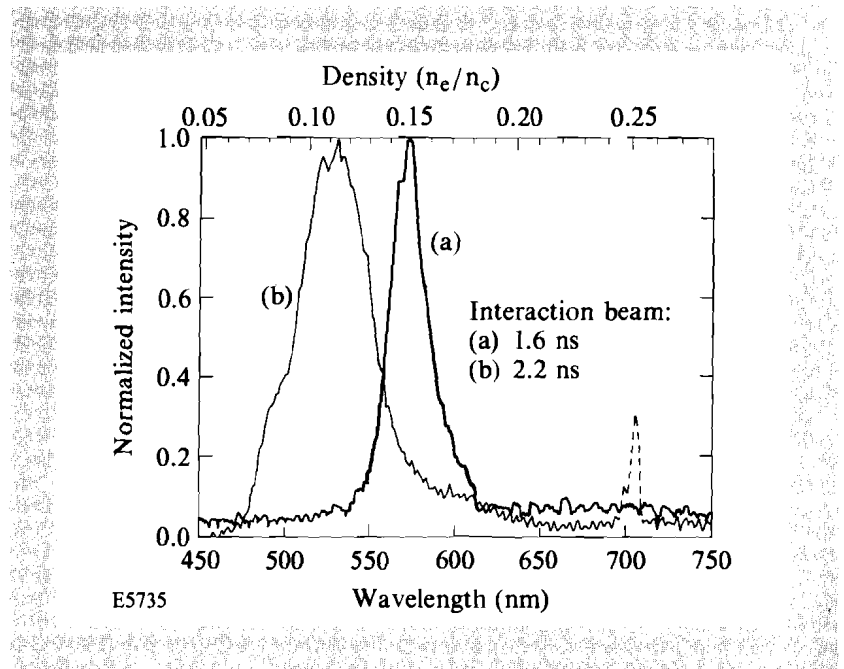 Density (nₑ/n꜀)
0.05 0.10 0.15 0.20 0.25
1.0
0.8
0.6
0.4
0.2
0.0
Normalized intensity
(a)
(b)
Interaction beam:
(a) 1.6 ns
(b) 2.2 ns
450 500 550 600 650 700 750
Wavelength (nm)
E5735